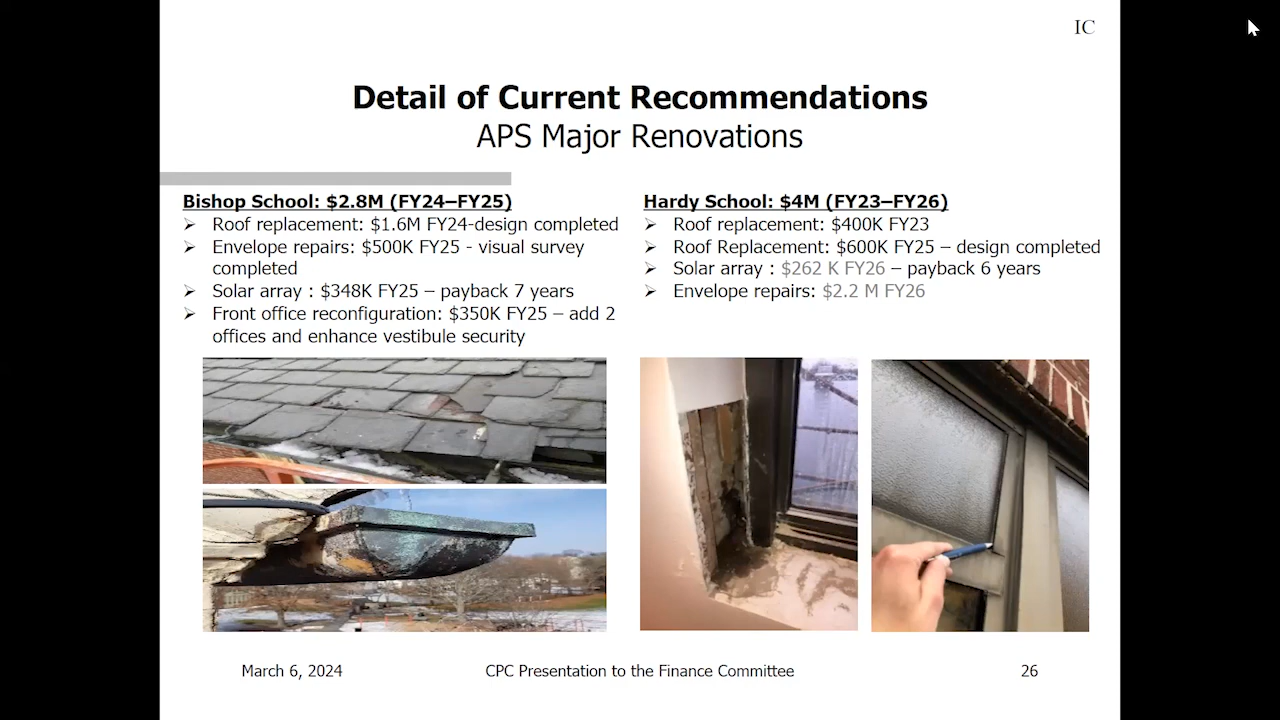 IC
Detail of Current Recommendations
APS Major Renovations
Bishop School: $2.8M (FY24–FY25)
➢ Roof replacement: $1.6M FY24-design completed
➢ Envelope repairs: $500K FY25 - visual survey
completed
➢ Solar array : $348K FY25 – payback 7 years
➢ Front office reconfiguration: $350K FY25 – add 2
offices and enhance vestibule security
Hardy School: $4M (FY23–FY26)
➢ Roof replacement: $400K FY23
➢ Roof Replacement: $600K FY25 – design completed
➢ Solar array : $262 K FY26 – payback 6 years
➢ Envelope repairs: $2.2 M FY26
March 6, 2024
CPC Presentation to the Finance Committee
26